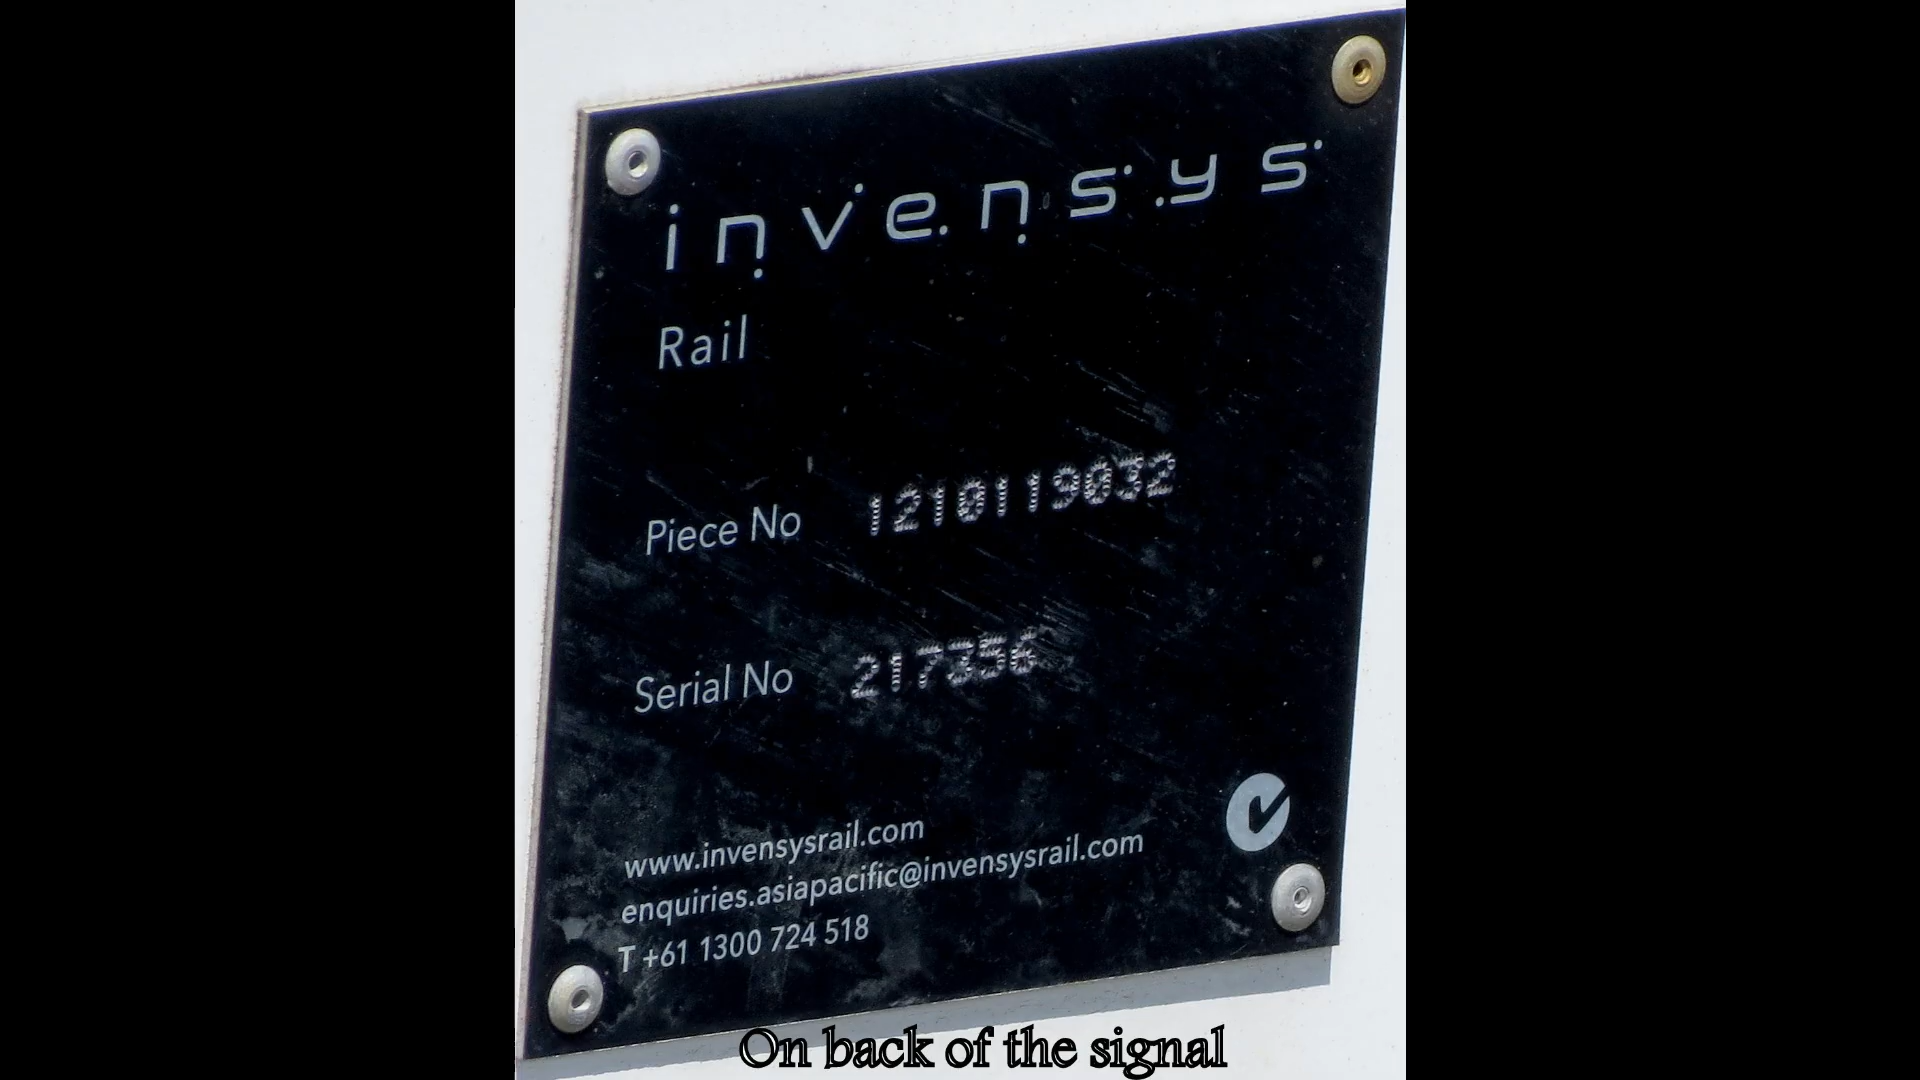 invensys
Rail
Piece No 1210119032
Serial No 217356
www.invensysrail.com
enquiries.asiapacific@invensysrail.com
T +61 1300 724 518
On back of the signal